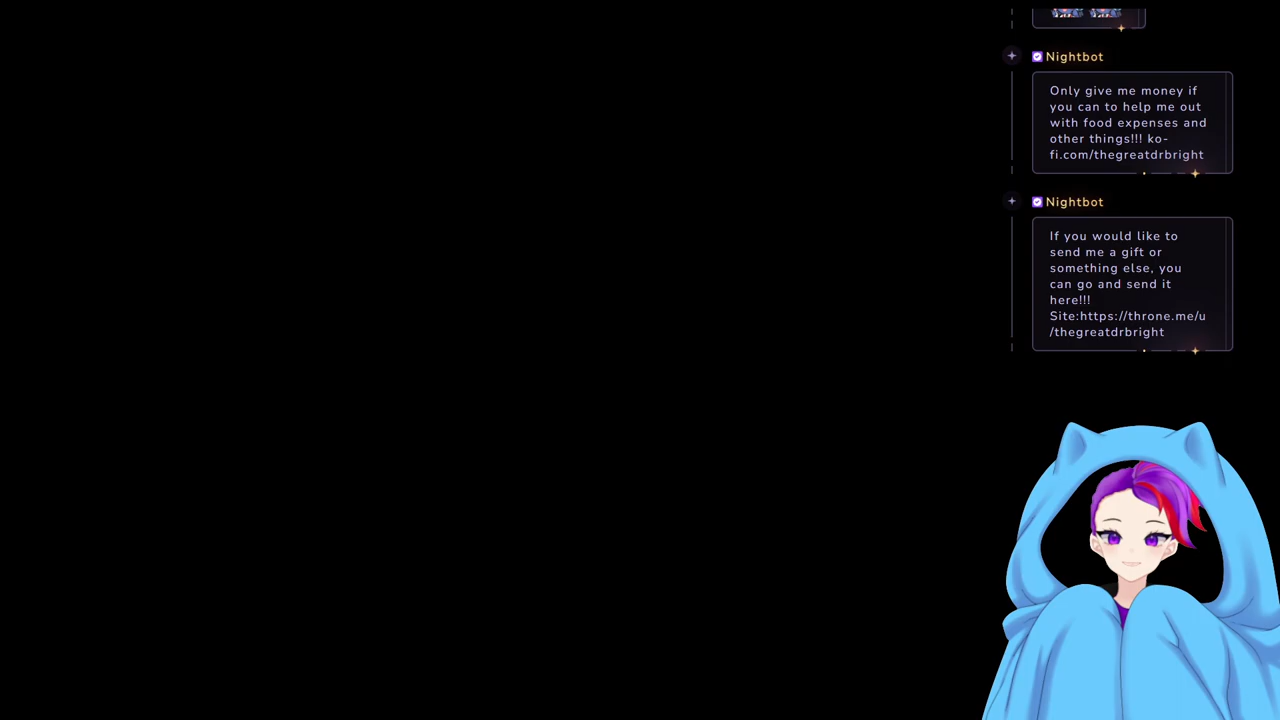 Nightbot
Only give me money if
you can to help me out
with food expenses and
other things!!! ko-
fi.com/thegreatdrbright
Nightbot
If you would like to
send me a gift or
something else, you
can go and send it
here!!!
Site:https://throne.me/u
/thegreatdrbright